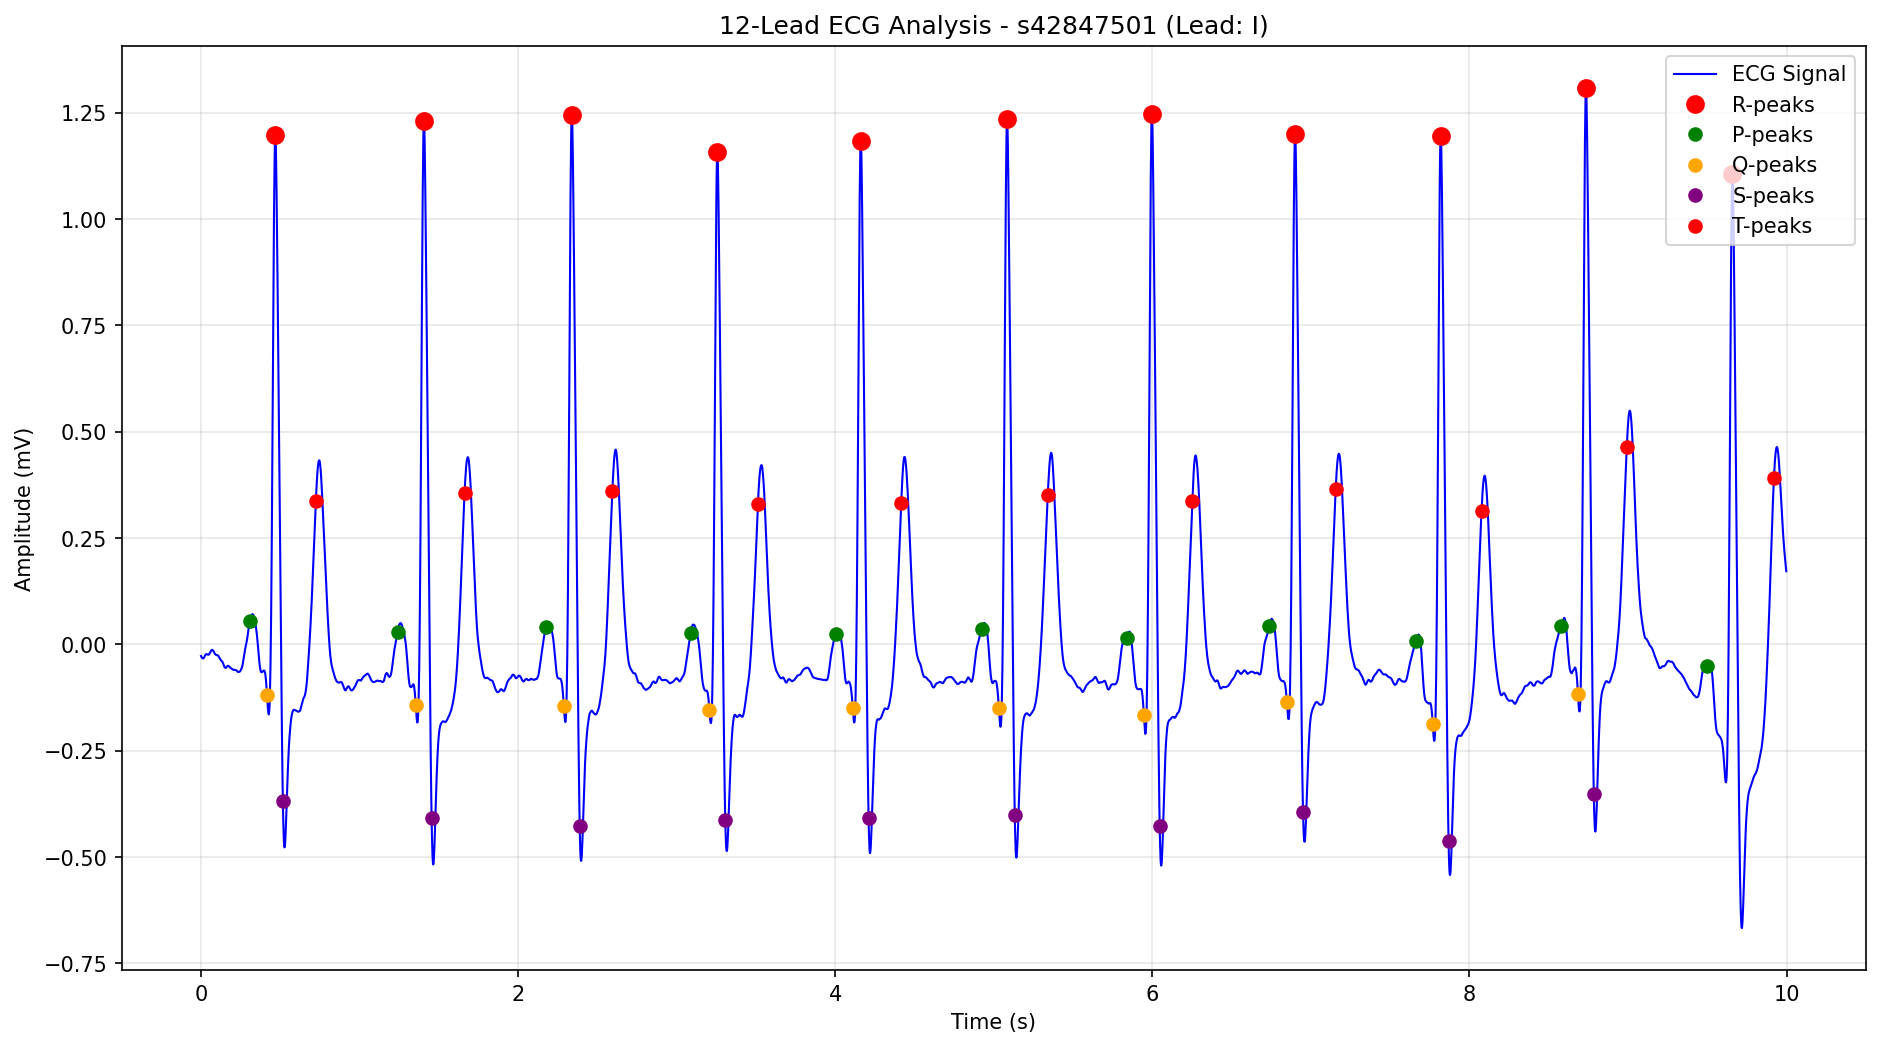 12-Lead ECG Analysis - s42847501 (Lead: I)
ECG Signal
R-peaks
P-peaks
Q-peaks
S-peaks
T-peaks
Amplitude (mV)
1.25
1.00
0.75
0.50
0.25
0.00
−0.25
−0.50
−0.75
0 2 4 6 8 10
Time (s)